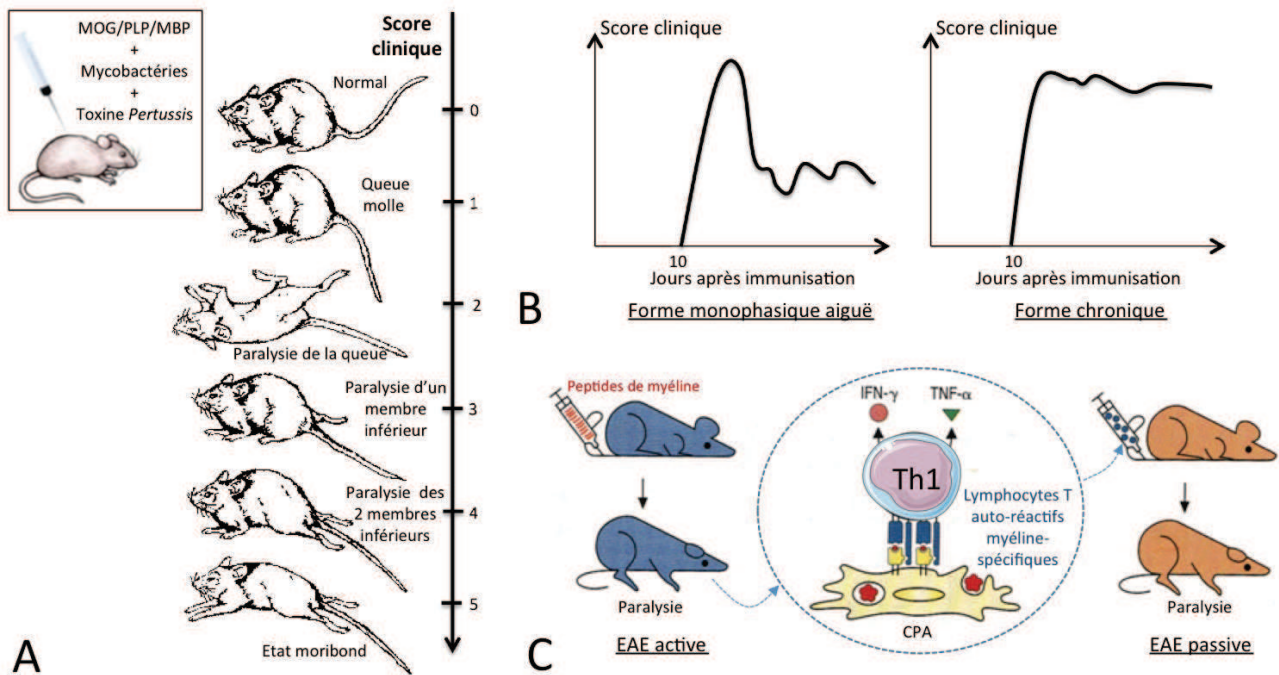 MOG/PLP/MBP
+
Mycobactéries
+
Toxine Pertussis
Score
clinique
Normal
0
Queue
molle
1
2
Paralysie de la queue
Paralysie d'un
membre
inférieur
3
Paralysie des
2 membres
inférieurs
4
5
Etat moribond
A
Score clinique
10
Jours après immunisation
Forme monophasique aiguë
Score clinique
10
Jours après immunisation
Forme chronique
B
Peptides de myéline
Paralysie
EAE active
IFN-γ
TNF-α
Th1
Lymphocytes T
auto-réactifs
myéline-
spécifiques
CPA
Paralysie
EAE passive
C